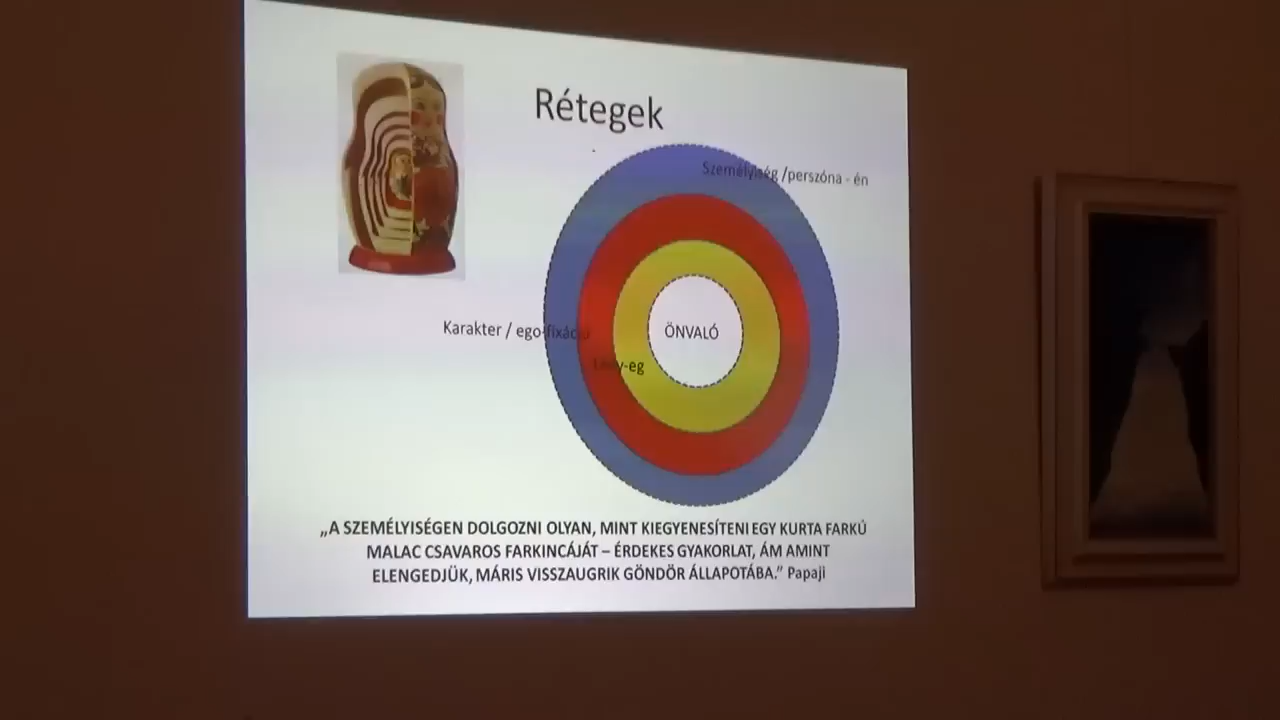 Rétegek
Személyiség /perszóna - én
Karakter / ego-fixáció
ÖNVALÓ
„A SZEMÉLYISÉGEN DOLGOZNI OLYAN, MINT KIEGYENESÍTENI EGY KURTA FARKÚ
MALAC CSAVAROS FARKINCÁJÁT – ÉRDEKES GYAKORLAT, ÁM AMINT
ELENGEDJÜK, MÁRIS VISSZAUGRIK GÖNDÖR ÁLLAPOTÁBA.” Papaji